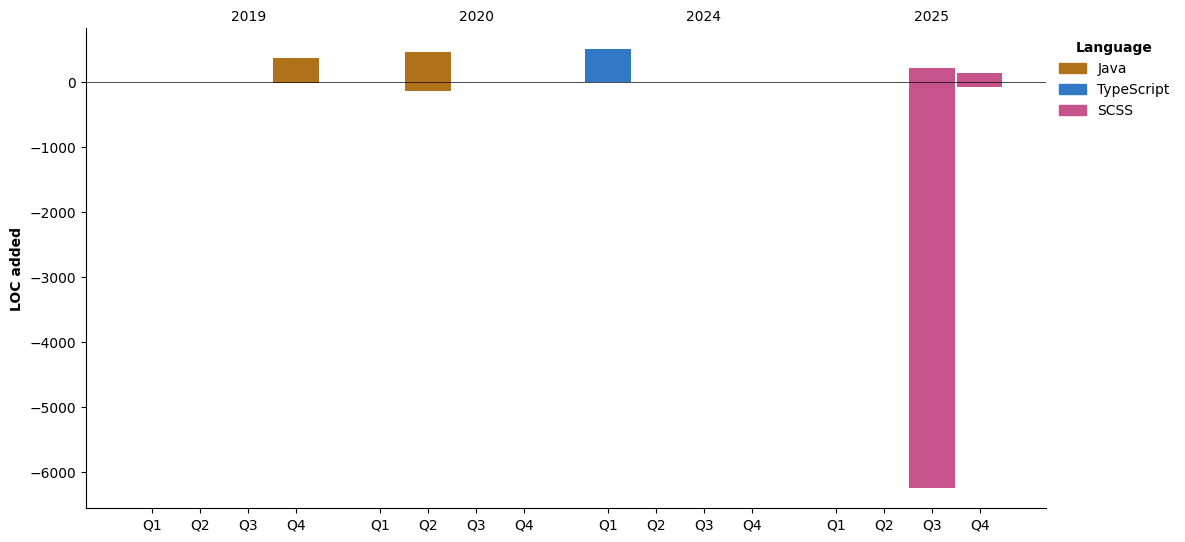 2019 2020 2024 2025
Language
Java
TypeScript
SCSS
LOC added
0
−1000
−2000
−3000
−4000
−5000
−6000
Q1 Q2 Q3 Q4 Q1 Q2 Q3 Q4 Q1 Q2 Q3 Q4 Q1 Q2 Q3 Q4